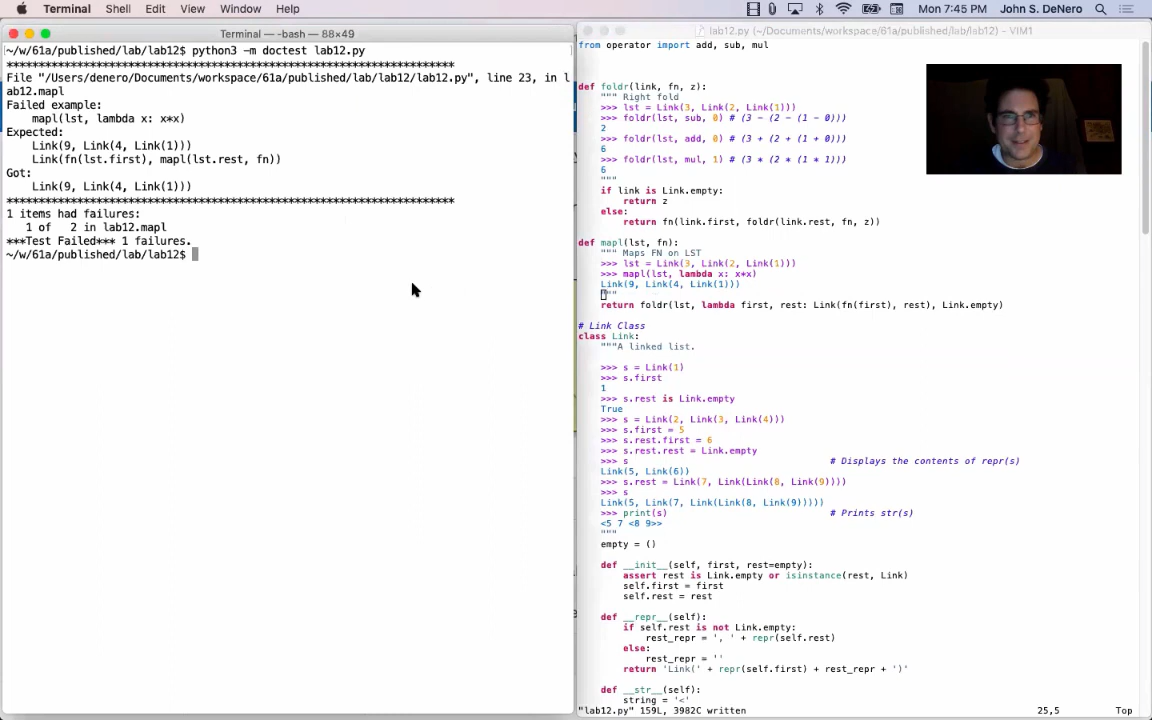 Terminal Shell Edit View Window Help Mon 7:45 PM John S. DeNero
Terminal — -bash — 88×49
~/w/61a/published/lab/lab12$ python3 -m doctest lab12.py
**********************************************************************
File "/Users/denero/Documents/workspace/61a/published/lab/lab12/lab12.py", line 23, in l
ab12.mapl
Failed example:
    mapl(lst, lambda x: x*x)
Expected:
    Link(9, Link(4, Link(1)))
    Link(fn(lst.first), mapl(lst.rest, fn))
Got:
    Link(9, Link(4, Link(1)))
**********************************************************************
1 items had failures:
   1 of   2 in lab12.mapl
***Test Failed*** 1 failures.
~/w/61a/published/lab/lab12$
lab12.py (~/Documents/workspace/61a/published/lab/lab12) - VIM1
from operator import add, sub, mul
def foldr(link, fn, z):
    """ Right fold
    >>> lst = Link(3, Link(2, Link(1)))
    >>> foldr(lst, sub, 0) # (3 - (2 - (1 - 0)))
    2
    >>> foldr(lst, add, 0) # (3 + (2 + (1 + 0)))
    6
    >>> foldr(lst, mul, 1) # (3 * (2 * (1 * 1)))
    6
    """
    if link is Link.empty:
        return z
    else:
        return fn(link.first, foldr(link.rest, fn, z))
def mapl(lst, fn):
    """ Maps FN on LST
    >>> lst = Link(3, Link(2, Link(1)))
    >>> mapl(lst, lambda x: x*x)
    Link(9, Link(4, Link(1)))
    """
    return foldr(lst, lambda first, rest: Link(fn(first), rest), Link.empty)
# Link Class
class Link:
    """A linked list.
    >>> s = Link(1)
    >>> s.first
    1
    >>> s.rest is Link.empty
    True
    >>> s = Link(2, Link(3, Link(4)))
    >>> s.first = 5
    >>> s.rest.first = 6
    >>> s.rest.rest = Link.empty
    >>> s                                    # Displays the contents of repr(s)
    Link(5, Link(6))
    >>> s.rest = Link(7, Link(Link(8, Link(9))))
    >>> s
    Link(5, Link(7, Link(Link(8, Link(9)))))
    >>> print(s)                             # Prints str(s)
    <5 7 <8 9>>
    """
    empty = ()
    def __init__(self, first, rest=empty):
        assert rest is Link.empty or isinstance(rest, Link)
        self.first = first
        self.rest = rest
    def __repr__(self):
        if self.rest is not Link.empty:
            rest_repr = ', ' + repr(self.rest)
        else:
            rest_repr = ''
        return 'Link(' + repr(self.first) + rest_repr + ')'
    def __str__(self):
        string = '<'
"lab12.py" 159L, 3982C written 25,5 Top